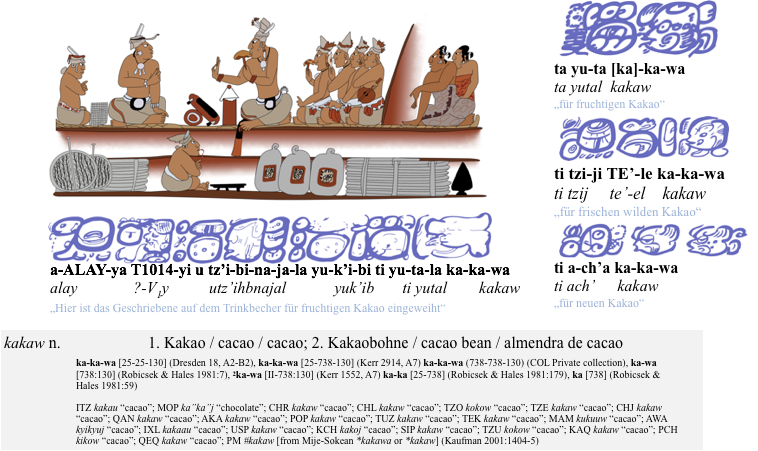 ta yu-ta [ka]-ka-wa
ta yutal kakaw
„für fruchtigen Kakao“
ti tzi-ji TE’-le ka-ka-wa
ti tzij te’-el kakaw
„für frischen wilden Kakao“
ti a-ch’a ka-ka-wa
ti ach’ kakaw
„für neuen Kakao“
a-ALAY-ya T1014-yi u tz’i-bi-na-ja-la yu-k’i-bi ti yu-ta-la ka-ka-wa
alay ?-V₁y utz’ihbnajal yuk’ib ti yutal kakaw
„Hier ist das Geschriebene auf dem Trinkbecher für fruchtigen Kakao eingeweiht“
kakaw n. 1. Kakao / cacao / cacao; 2. Kakaobohne / cacao bean / almendra de cacao
ka-ka-wa [25-25-130] (Dresden 18, A2-B2), ka-ka-wa [25-738-130] (Kerr 2914, A7) ka-ka-wa (738-738-130) (COL Private collection), ka-wa
[738:130] (Robicsek & Hales 1981:7), ²ka-wa [II-738:130] (Kerr 1552, A7) ka-ka [25-738] (Robicsek & Hales 1981:179), ka [738] (Robicsek &
Hales 1981:59)
ITZ kakau “cacao”; MOP ka’’ka’’j “chocolate”; CHR kakaw “cacao”; CHL kakaw “cacao”; TZO kokow “cacao”; TZE kakaw “cacao”; CHJ kakaw
“cacao”; QAN kakaw “cacao”; AKA kakaw “cacao”; POP kakaw “cacao”; TUZ kakaw “cacao”; TEK kakaw “cacao”; MAM kukuuw “cacao”; AWA
kyikyuj “cacao”; IXL kakaau “cacao”; USP kakaw “cacao”; KCH kakoj “cacao”; SIP kakaw “cacao”; TZU kokow “cacao”; KAQ kakaw “cacao”; PCH
kikow “cacao”; QEQ kakaw “cacao”; PM #kakaw [from Mije-Sokean *kakawa or *kakaw] (Kaufman 2001:1404-5)